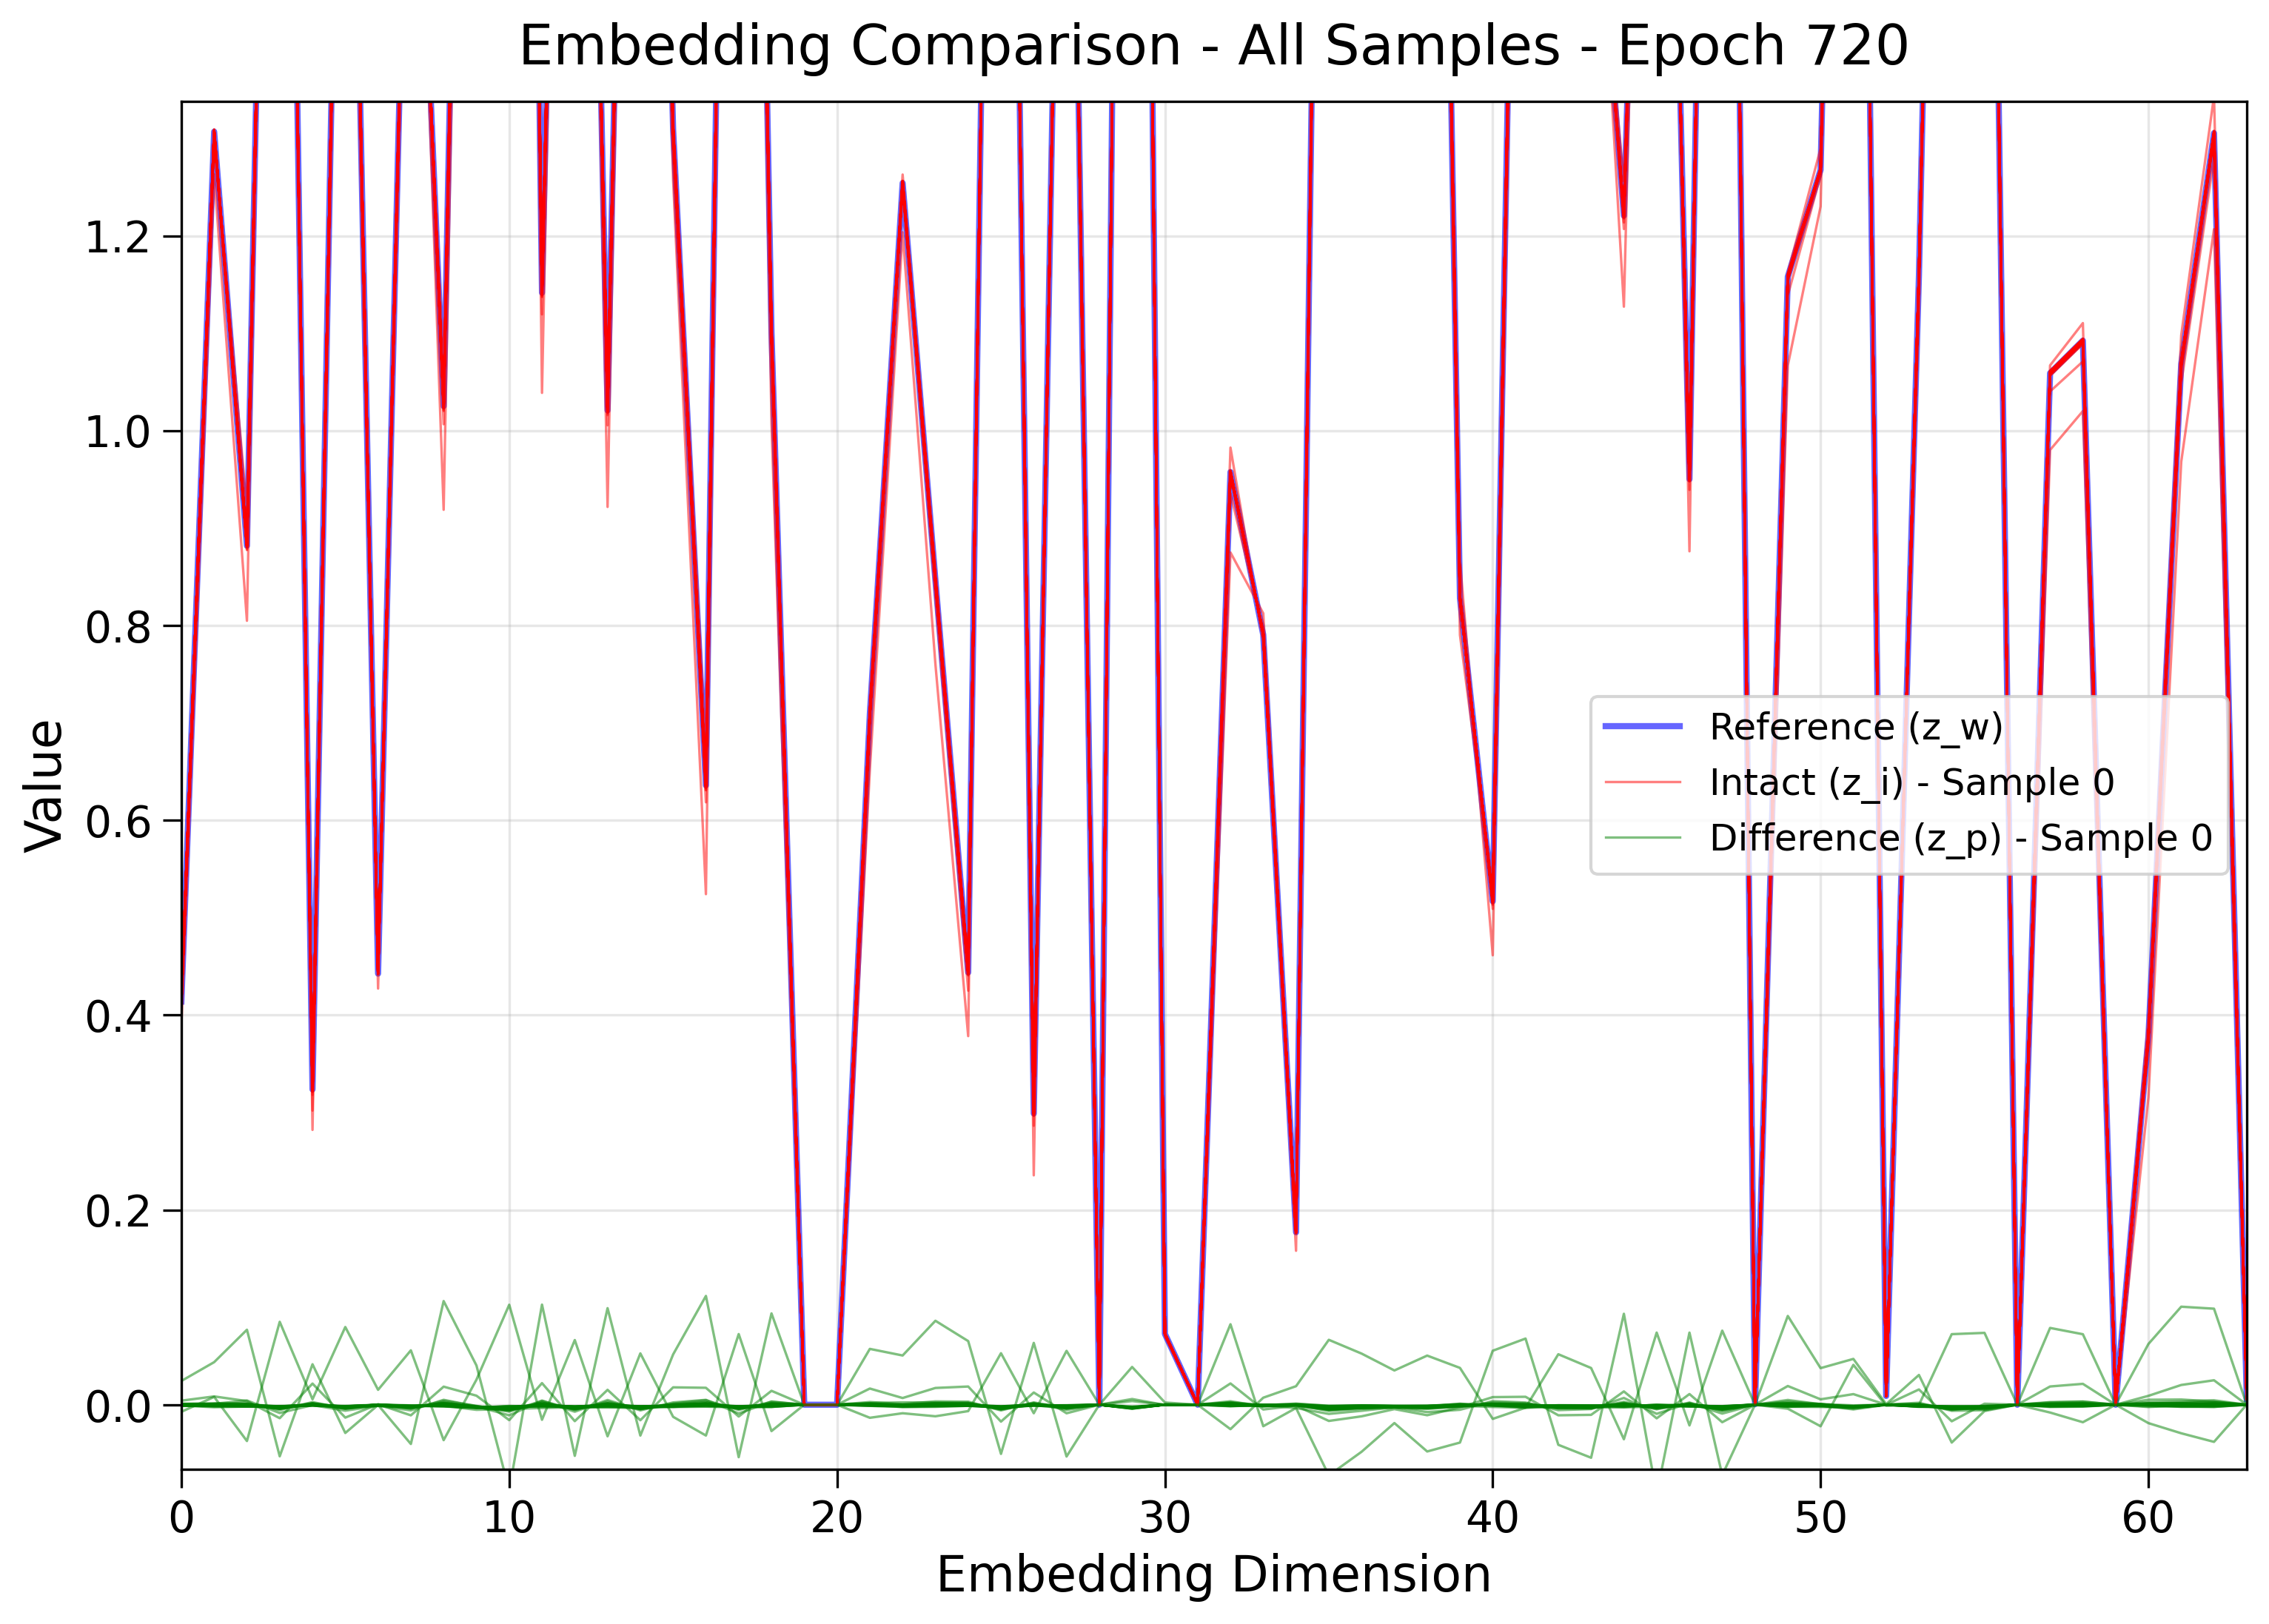 Embedding Comparison - All Samples - Epoch 720
Value
1.2
1.0
0.8
0.6
0.4
0.2
0.0
Reference (z_w)
Intact (z_i) - Sample 0
Difference (z_p) - Sample 0
0 10 20 30 40 50 60
Embedding Dimension